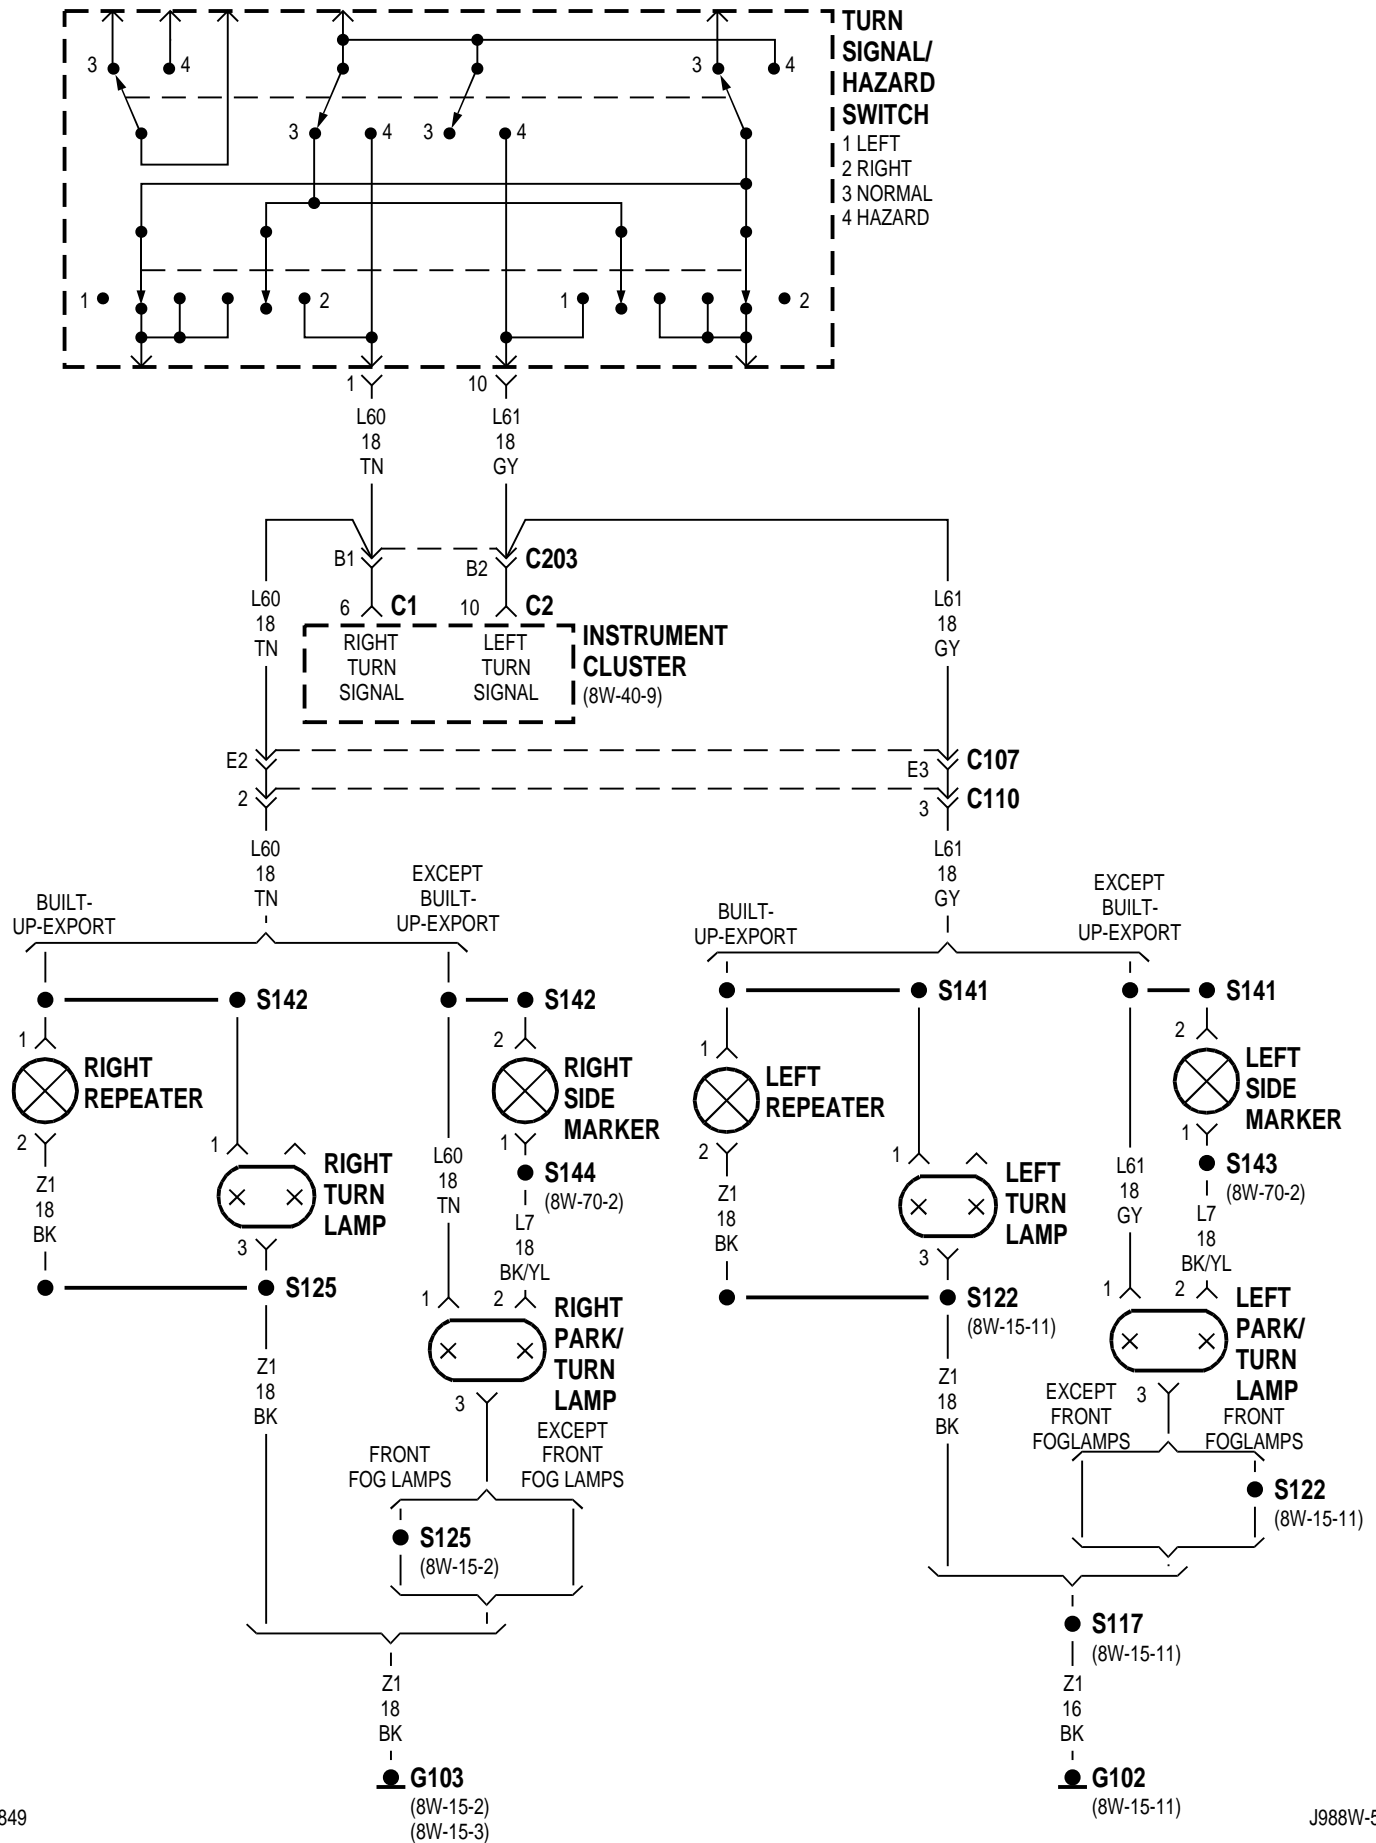 TURN
SIGNAL/
HAZARD
SWITCH
1 LEFT
2 RIGHT
3 NORMAL
4 HAZARD
3
4
3
4
3
4
3
4
1
2
1
2
1
10
L60
18
TN
L61
18
GY
B1
B2
C203
6
C1
10
C2
L60
18
TN
RIGHT
TURN
SIGNAL
LEFT
TURN
SIGNAL
INSTRUMENT
CLUSTER
(8W-40-9)
L61
18
GY
E2
E3
C107
2
3
C110
L60
18
TN
L61
18
GY
BUILT-
UP-EXPORT
EXCEPT
BUILT-
UP-EXPORT
BUILT-
UP-EXPORT
EXCEPT
BUILT-
UP-EXPORT
S142
S142
S141
S141
1
RIGHT
REPEATER
2
2
RIGHT
SIDE
MARKER
1
1
LEFT
REPEATER
2
2
LEFT
SIDE
MARKER
1
Z1
18
BK
1
RIGHT
TURN
LAMP
3
L60
18
TN
S144
(8W-70-2)
L7
18
BK/YL
Z1
18
BK
1
LEFT
TURN
LAMP
3
L61
18
GY
S143
(8W-70-2)
L7
18
BK/YL
S125
1
2
RIGHT
PARK/
TURN
LAMP
3
S122
(8W-15-11)
1
2
LEFT
PARK/
TURN
LAMP
3
Z1
18
BK
FRONT
FOG LAMPS
EXCEPT
FRONT
FOG LAMPS
Z1
18
BK
EXCEPT
FRONT
FOGLAMPS
FRONT
FOGLAMPS
S125
(8W-15-2)
S122
(8W-15-11)
S117
(8W-15-11)
Z1
18
BK
Z1
16
BK
G103
(8W-15-2)
(8W-15-3)
G102
(8W-15-11)
849
J988W-5